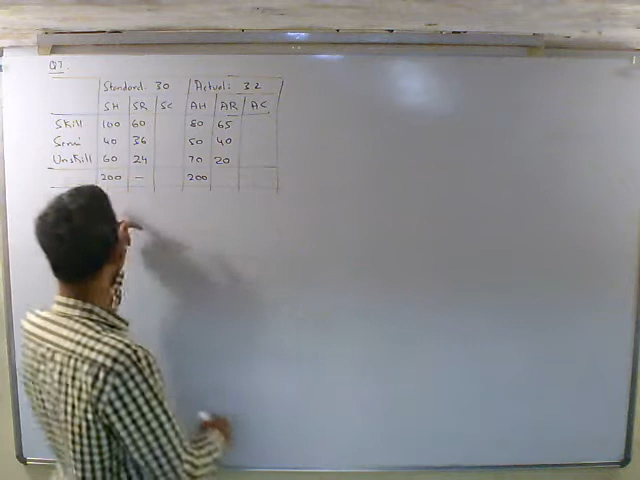 Q7.
Standard: 30 Actual: 32
SH SR SC AH AR AC
Skill 100 60 80 65
Semi 40 36 50 40
Unskill 60 24 70 20
200 - 200